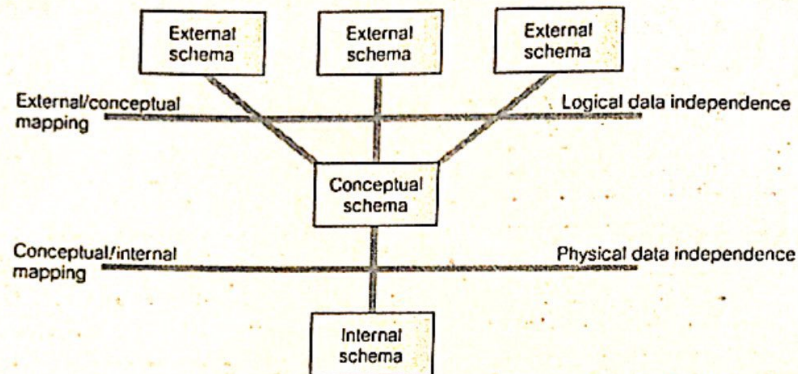 External
schema
External
schema
External
schema
External/conceptual
mapping
Logical data independence
Conceptual
schema
Conceptual/internal
mapping
Physical data independence
Internal
schema